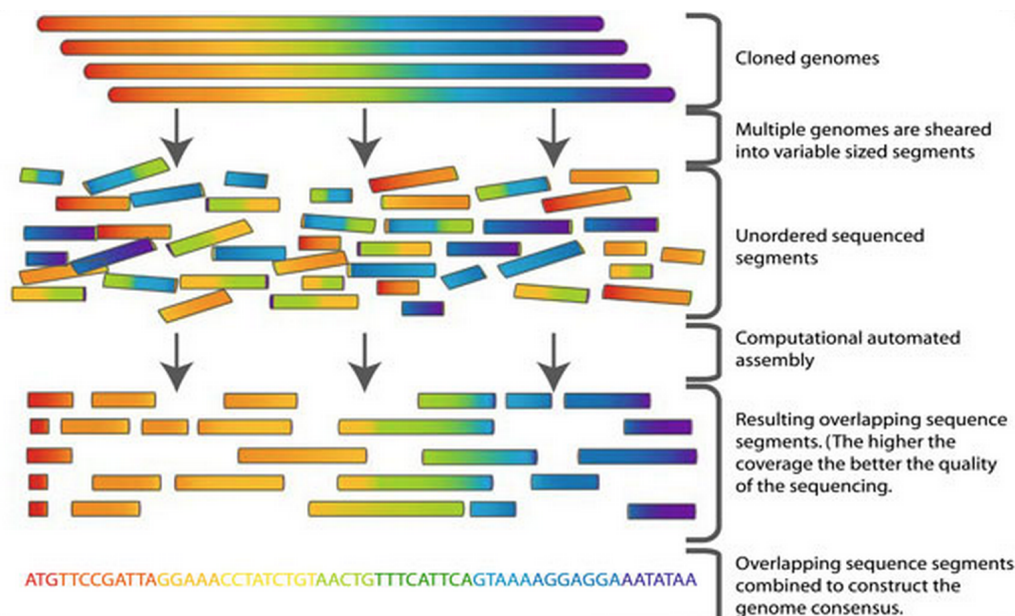 Cloned genomes
Multiple genomes are sheared
into variable sized segments
Unordered sequenced
segments
Computational automated
assembly
Resulting overlapping sequence
segments. (The higher the
coverage the better the quality
of the sequencing.
ATGTTCCGATTAGGAAACCTATCTGTAACTGTTTCATTCAGTAAAAGGAGGAAATATAA
Overlapping sequence segments
combined to construct the
genome consensus.